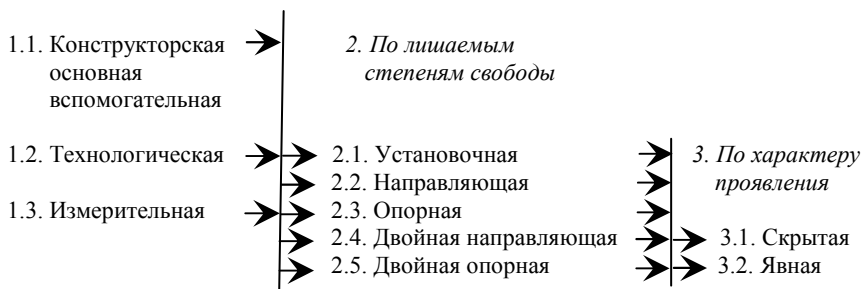 1.1. Конструкторская
основная
вспомогательная
2. По лишаемым
степеням свободы
1.2. Технологическая
2.1. Установочная
3. По характеру
проявления
2.2. Направляющая
1.3. Измерительная
2.3. Опорная
2.4. Двойная направляющая
3.1. Скрытая
2.5. Двойная опорная
3.2. Явная